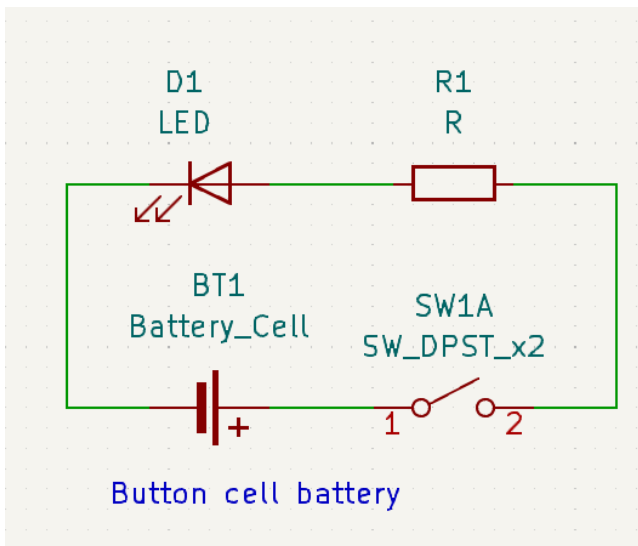 D1
LED
R1
R
BT1
Battery_Cell
+
SW1A
SW_DPST_x2
1
2
Button cell battery